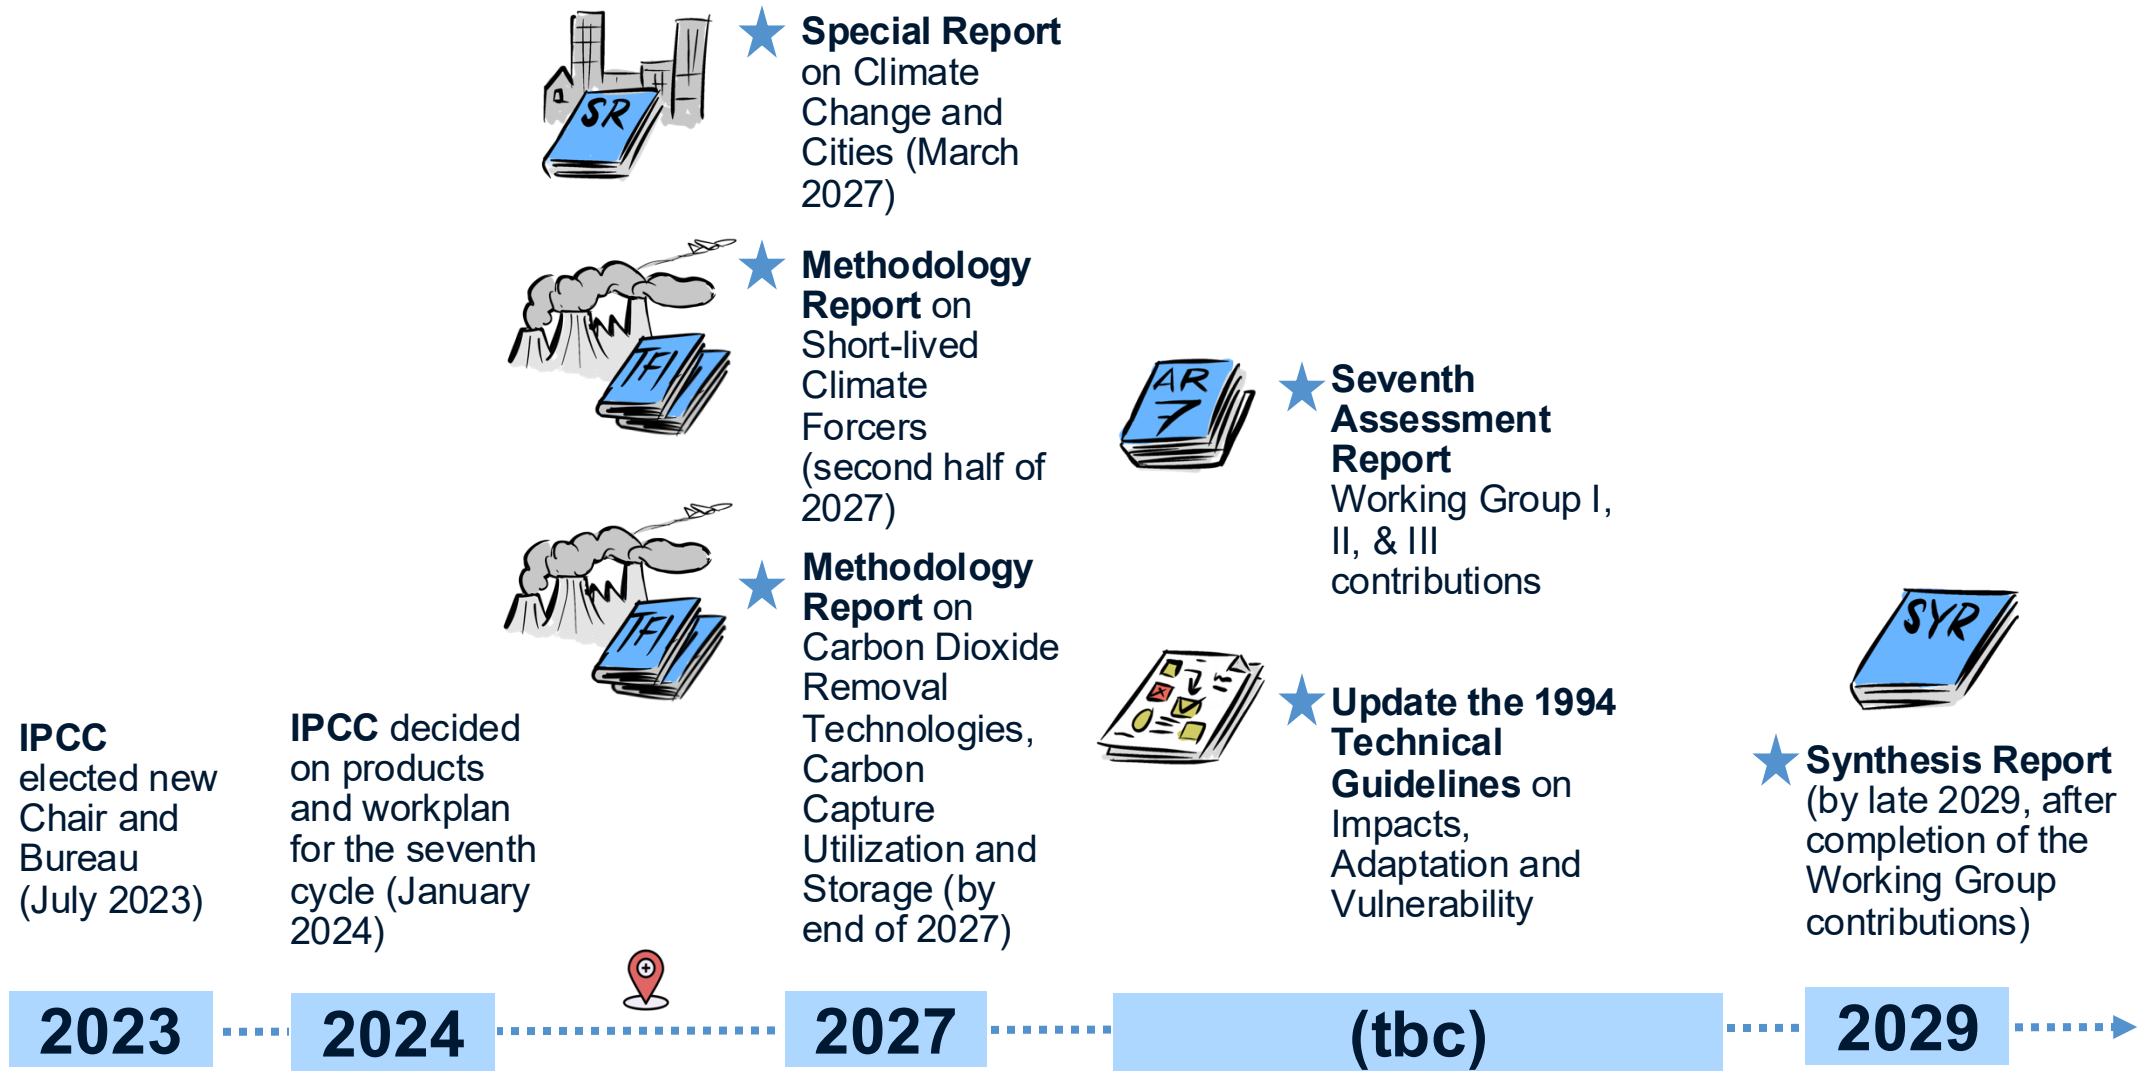 IPCC
elected new
Chair and
Bureau
(July 2023)
IPCC decided
on products
and workplan
for the seventh
cycle (January
2024)
SR
Special Report
on Climate
Change and
Cities (March
2027)
TFI
Methodology
Report on
Short-lived
Climate
Forcers
(second half of
2027)
TFI
Methodology
Report on
Carbon Dioxide
Removal
Technologies,
Carbon
Capture
Utilization and
Storage (by
end of 2027)
AR
7
Seventh
Assessment
Report
Working Group I,
II, & III
contributions
Update the 1994
Technical
Guidelines on
Impacts,
Adaptation and
Vulnerability
SYR
Synthesis Report
(by late 2029, after
completion of the
Working Group
contributions)
2023
2024
2027
(tbc)
2029